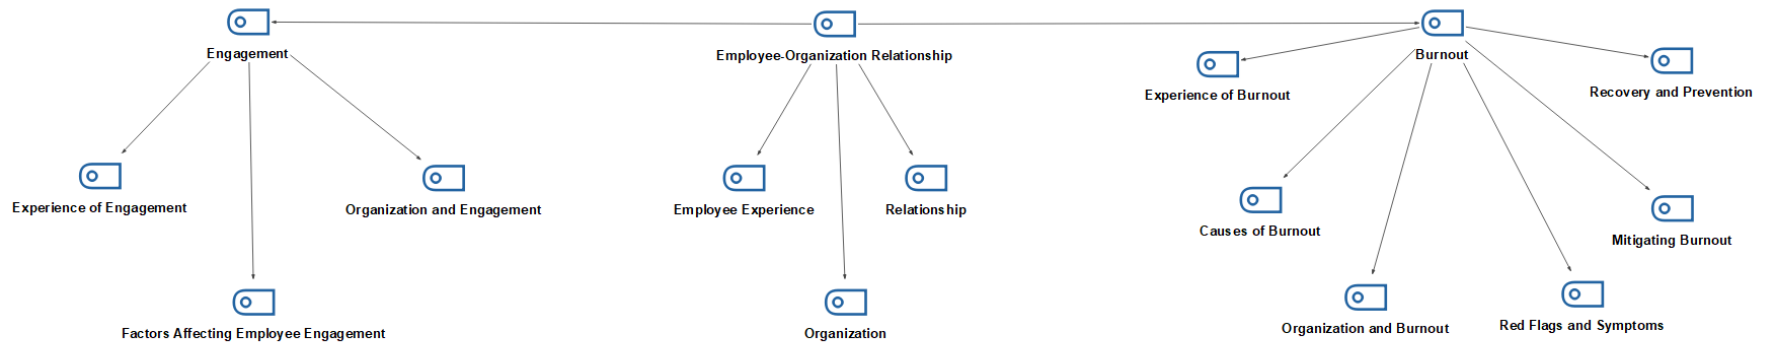 Engagement
Employee-Organization Relationship
Burnout
Experience of Burnout
Recovery and Prevention
Experience of Engagement
Organization and Engagement
Employee Experience
Relationship
Causes of Burnout
Mitigating Burnout
Factors Affecting Employee Engagement
Organization
Organization and Burnout
Red Flags and Symptoms